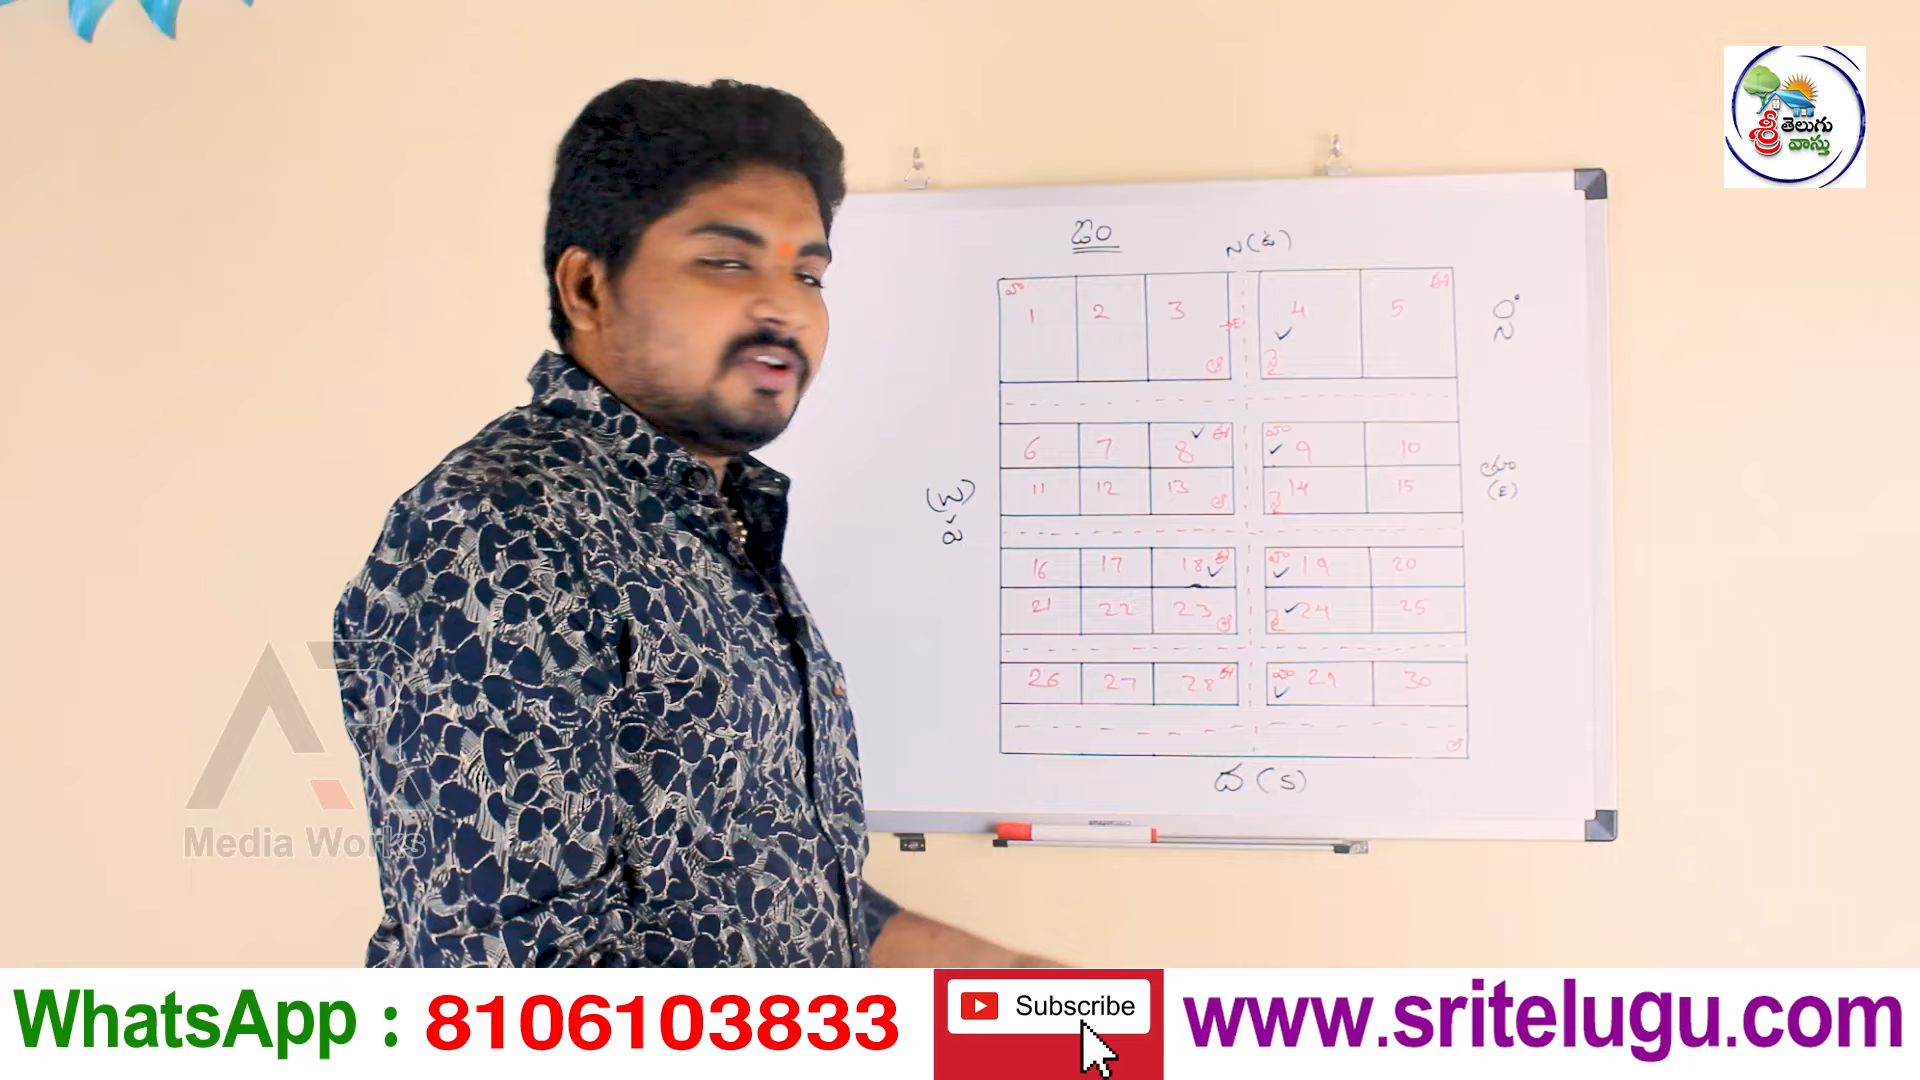 శ్రీ తెలుగు
వాస్తు
ఓం
ఈ
వా
1 2 3 4 5
ఆ నై
ఈ వా
6 7 8 9 10
11 12 13 14 15
ఆ నై
ఈ వా
16 17 18 19 20
21 22 23 24 25
ఆ నై
ఈ వా
26 27 28 29 30
ఆ
తూ
(E)
ద (S)
AR
Media Works
WhatsApp : 8106103833
Subscribe
www.sritelugu.com